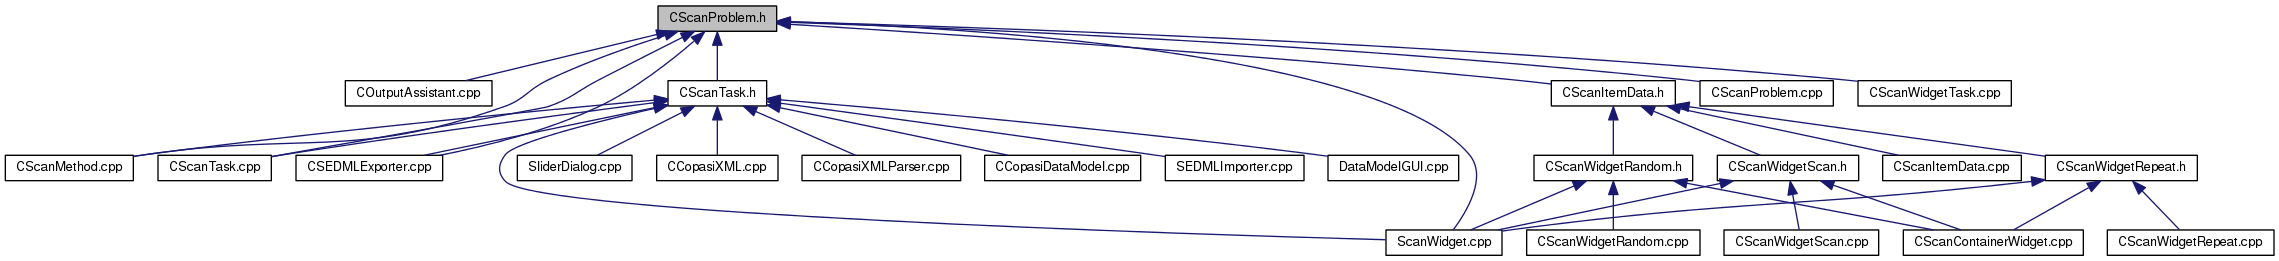 CScanProblem.h
COutputAssistant.cpp
CScanTask.h
CScanItemData.h
CScanProblem.cpp
CScanWidgetTask.cpp
CScanMethod.cpp
CScanTask.cpp
CSEDMLExporter.cpp
SliderDialog.cpp
CCopasiXML.cpp
CCopasiXMLParser.cpp
CCopasiDataModel.cpp
SEDMLImporter.cpp
DataModelGUI.cpp
CScanWidgetRandom.h
CScanWidgetScan.h
CScanItemData.cpp
CScanWidgetRepeat.h
ScanWidget.cpp
CScanWidgetRandom.cpp
CScanWidgetScan.cpp
CScanContainerWidget.cpp
CScanWidgetRepeat.cpp